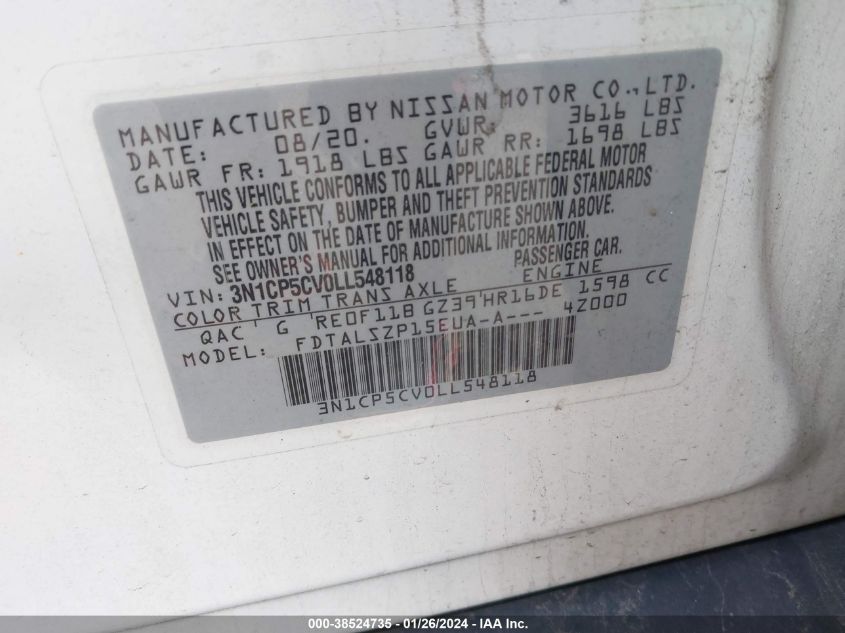 MANUFACTURED BY NISSAN MOTOR CO., LTD.
DATE: 08/20. GVWR: 3616 LBS
GAWR FR: 1918 LBS GAWR RR: 1698 LBS
THIS VEHICLE CONFORMS TO ALL APPLICABLE FEDERAL MOTOR
VEHICLE SAFETY, BUMPER AND THEFT PREVENTION STANDARDS
IN EFFECT ON THE DATE OF MANUFACTURE SHOWN ABOVE.
SEE OWNER'S MANUAL FOR ADDITIONAL INFORMATION.
VIN: 3N1CP5CV0LL548118 PASSENGER CAR.
COLOR TRIM TRANS AXLE ENGINE
QAC G RE0F11B GZ39 HR16DE 1598 CC
MODEL: FDTALSZP15EUA-A--- 4Z000
3N1CP5CV0LL548118
000-38524735 - 01/26/2024 - IAAI.com